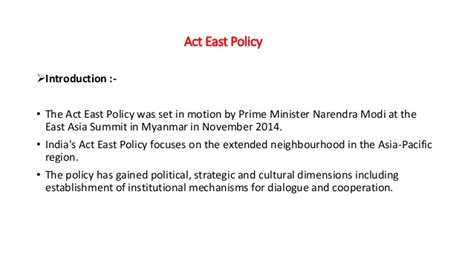 Act East Policy
➢Introduction :-
• The Act East Policy was set in motion by Prime Minister Narendra Modi at the
East Asia Summit in Myanmar in November 2014.
• India's Act East Policy focuses on the extended neighbourhood in the Asia-Pacific
region.
• The policy has gained political, strategic and cultural dimensions including
establishment of institutional mechanisms for dialogue and cooperation.